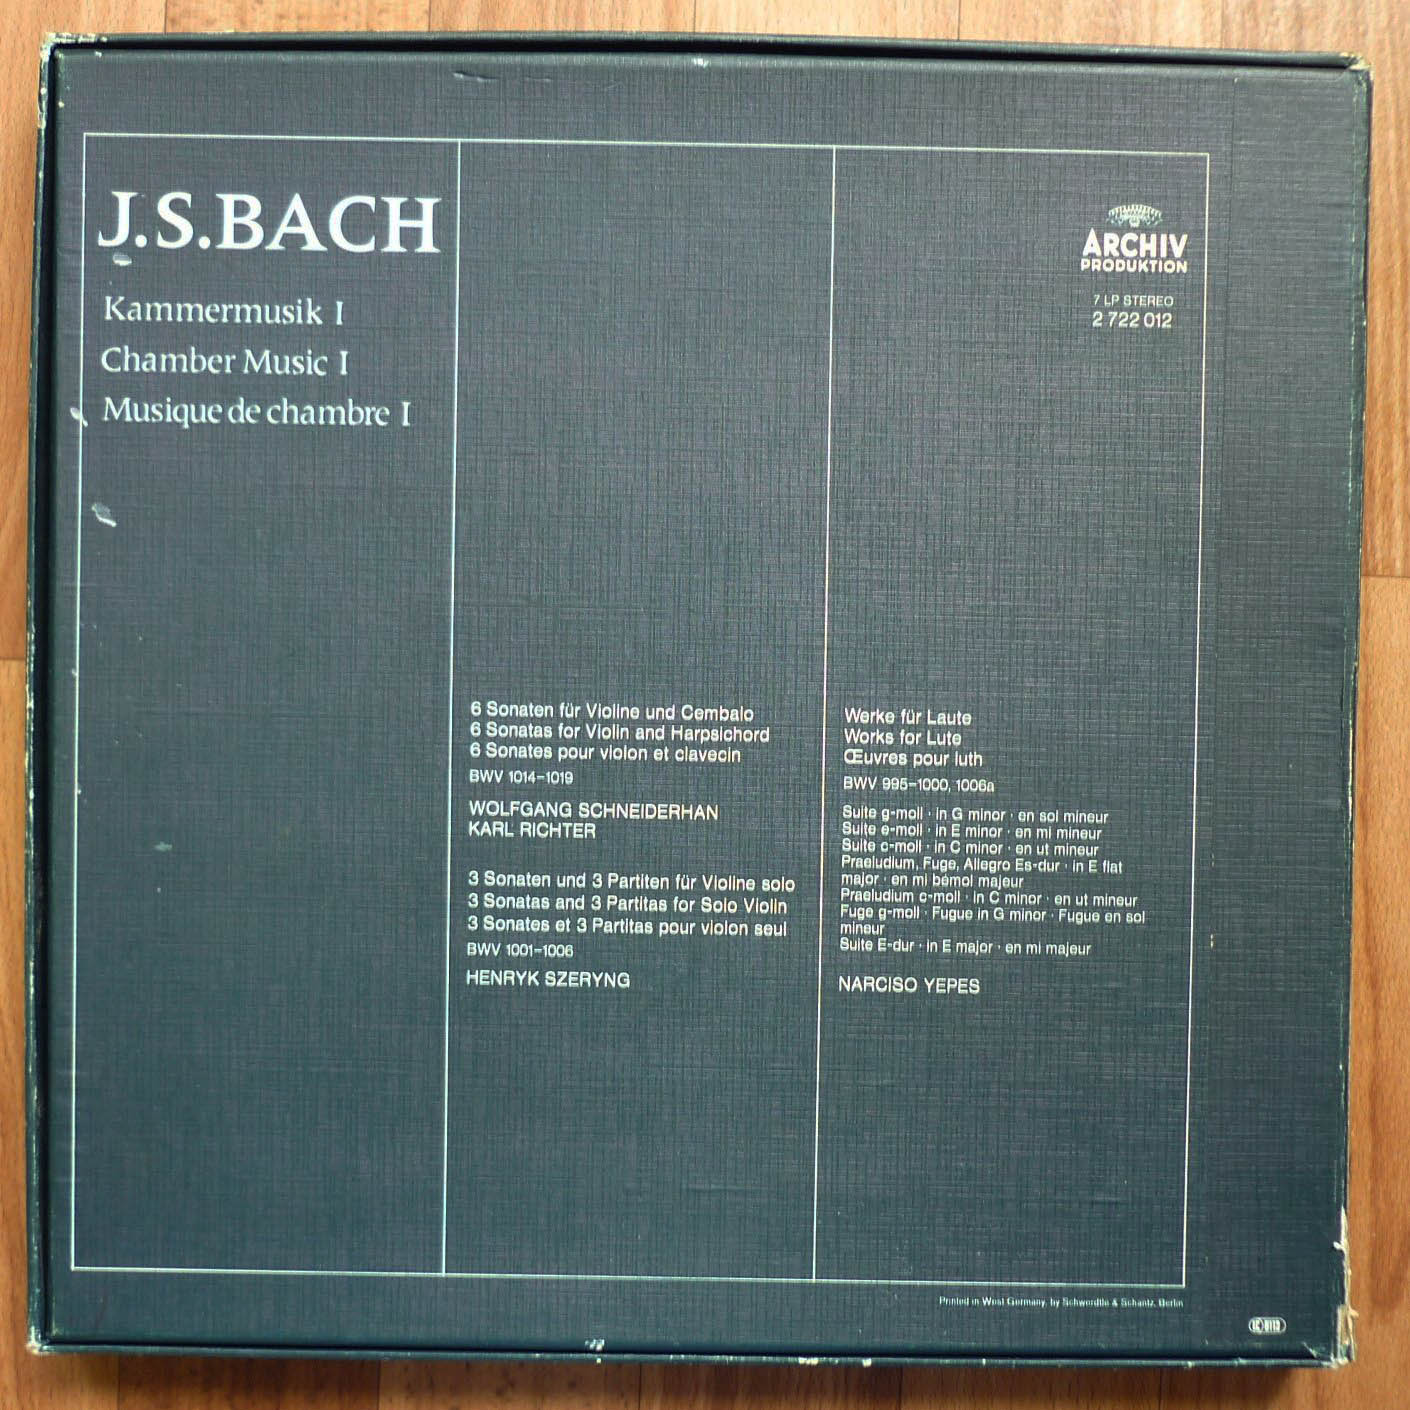 J.S.BACH
Kammermusik I
Chamber Music I
Musique de chambre I
6 Sonaten für Violine und Cembalo
6 Sonatas for Violin and Harpsichord
6 Sonates pour violon et clavecin
BWV 1014-1019
WOLFGANG SCHNEIDERHAN
KARL RICHTER
3 Sonaten und 3 Partiten für Violine solo
3 Sonatas and 3 Partitas for Solo Violin
3 Sonates et 3 Partitas pour violon seul
BWV 1001-1006
HENRYK SZERYNG
ARCHIV
PRODUKTION
7 LP STEREO
2 722 012
Werke für Laute
Works for Lute
Œuvres pour luth
BWV 995-1000, 1006a
Suite g-moll · in G minor · en sol mineur
Suite e-moll · in E minor · en mi mineur
Suite c-moll · in C minor · en ut mineur
Praeludium, Fuge, Allegro Es-dur · in E flat
major · en mi bémol majeur
Praeludium c-moll · in C minor · en ut mineur
Fuge g-moll · Fugue in G minor · Fugue en sol
mineur
Suite E-dur · in E major · en mi majeur
NARCISO YEPES
Printed in West Germany, by Schwerdtle & Schantz, Berlin
LC 0113